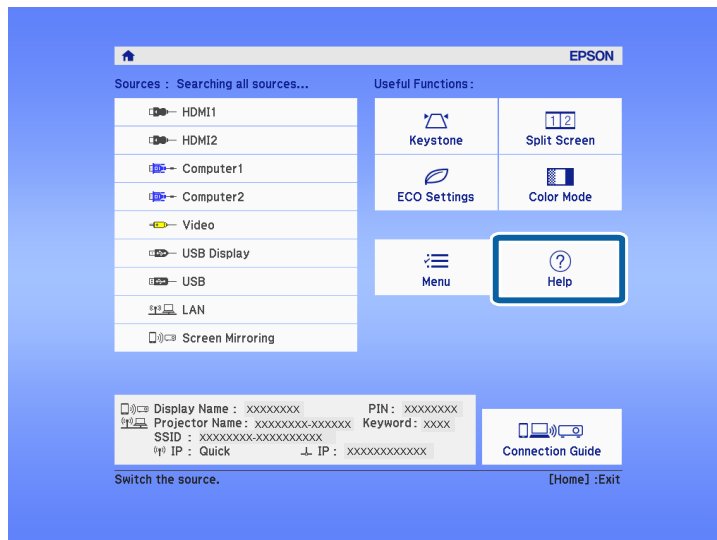 EPSON
Sources : Searching all sources...
HDMI1
HDMI2
Computer1
Computer2
Video
USB Display
USB
LAN
Screen Mirroring
Useful Functions:
Keystone
1 2
Split Screen
ECO Settings
Color Mode
Menu
?
Help
Display Name : XXXXXXXX PIN : XXXXXXXX
Projector Name : XXXXXXXX-XXXXXX Keyword : XXXX
SSID : XXXXXXXX-XXXXXXXXXX
IP : Quick IP : XXXXXXXXXXXX
Connection Guide
Switch the source. [Home] :Exit